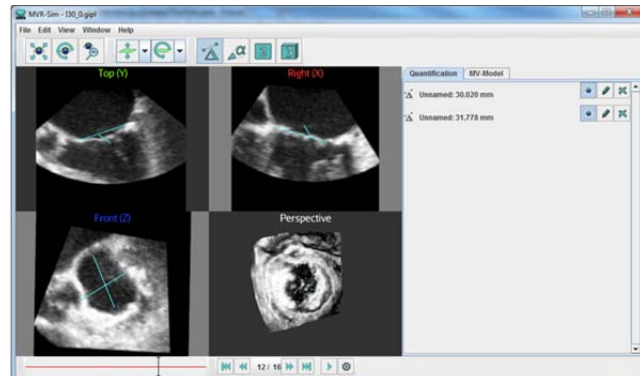 MVR-Sim - I30_0.gipl
File Edit View Window Help
Top (Y)
Right (X)
Front (Z)
Perspective
Quantification MV-Model
Unnamed: 30.020 mm
Unnamed: 31.778 mm
12 / 16